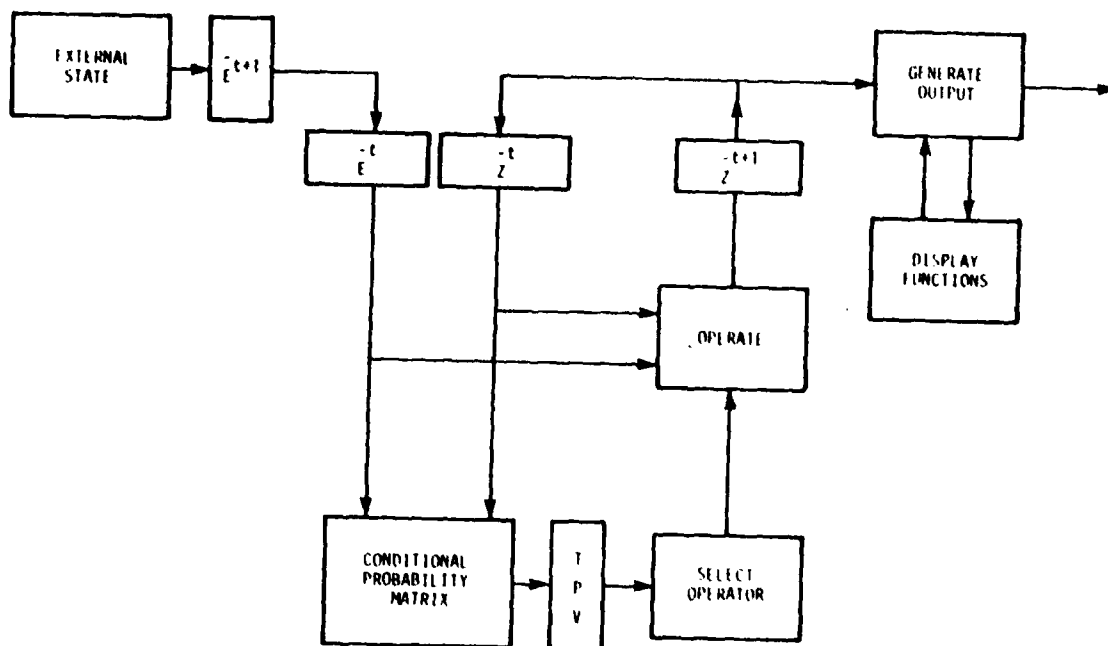 EXTERNAL
STATE
-t+1
E
GENERATE
OUTPUT
-t
E
-t
Z
-t+1
Z
DISPLAY
FUNCTIONS
OPERATE
CONDITIONAL
PROBABILITY
MATRIX
T
P
V
SELECT
OPERATOR